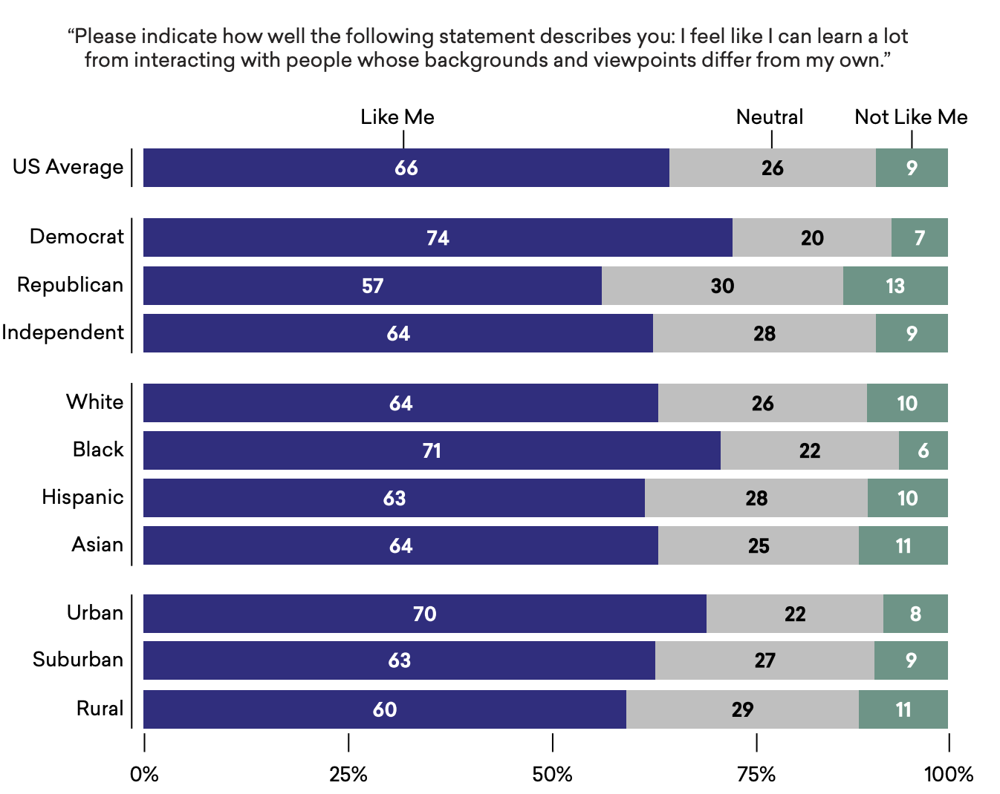 “Please indicate how well the following statement describes you: I feel like I can learn a lot
from interacting with people whose backgrounds and viewpoints differ from my own.”
Like Me Neutral Not Like Me
US Average 66 26 9
Democrat 74 20 7
Republican 57 30 13
Independent 64 28 9
White 64 26 10
Black 71 22 6
Hispanic 63 28 10
Asian 64 25 11
Urban 70 22 8
Suburban 63 27 9
Rural 60 29 11
0% 25% 50% 75% 100%